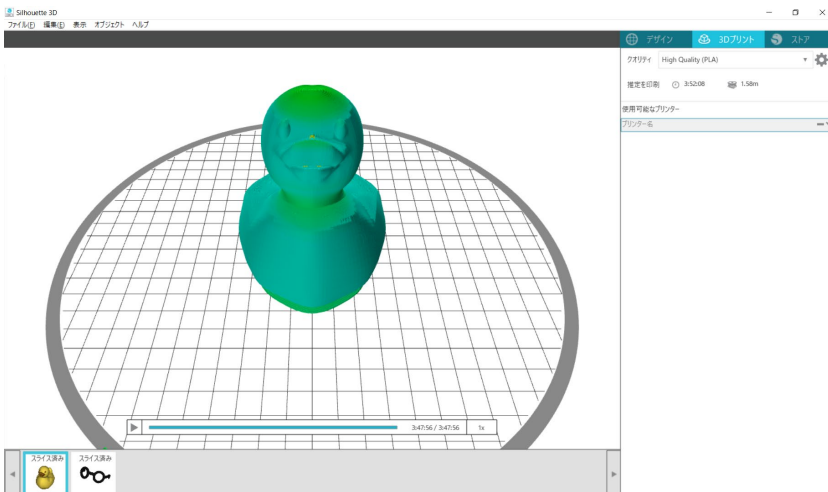 Silhouette 3D
ファイル(F) 編集(E) 表示 オブジェクト ヘルプ
デザイン 3Dプリント ストア
クオリティ High Quality (PLA)
推定を印刷 3:52:08 1.58m
使用可能なプリンター
プリンター名
3:47:56 / 3:47:56 1x
スライス済み スライス済み